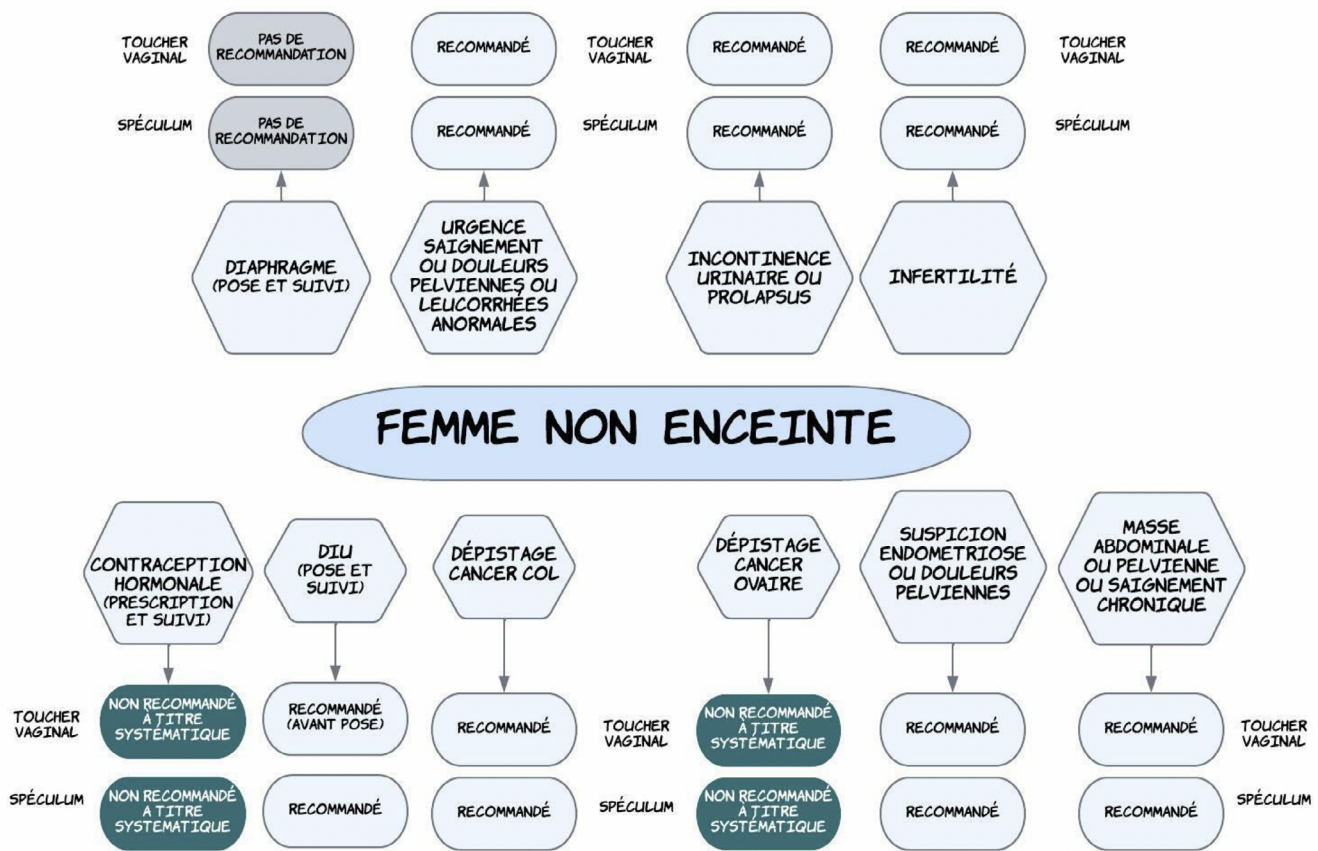 TOUCHER
VAGINAL
PAS DE
RECOMMANDATION
RECOMMANDÉ
TOUCHER
VAGINAL
RECOMMANDÉ
RECOMMANDÉ
TOUCHER
VAGINAL
SPÉCULUM
PAS DE
RECOMMANDATION
RECOMMANDÉ
SPÉCULUM
RECOMMANDÉ
RECOMMANDÉ
SPÉCULUM
DIAPHRAGME
(POSE ET SUIVI)
URGENCE
SAIGNEMENT
OU DOULEURS
PELVIENNES OU
LEUCORRHÉES
ANORMALES
INCONTINENCE
URINAIRE OU
PROLAPSUS
INFERTILITÉ
FEMME NON ENCEINTE
CONTRACEPTION
HORMONALE
(PRESCRIPTION
ET SUIVI)
DIU
(POSE ET
SUIVI)
DÉPISTAGE
CANCER COL
DÉPISTAGE
CANCER
OVAIRE
SUSPICION
ENDOMETRIOSE
OU DOULEURS
PELVIENNES
MASSE
ABDOMINALE
OU PELVIENNE
OU SAIGNEMENT
CHRONIQUE
TOUCHER
VAGINAL
NON RECOMMANDÉ
À TITRE
SYSTÉMATIQUE
RECOMMANDÉ
(AVANT POSE)
RECOMMANDÉ
TOUCHER
VAGINAL
NON RECOMMANDÉ
À TITRE
SYSTÉMATIQUE
RECOMMANDÉ
RECOMMANDÉ
TOUCHER
VAGINAL
SPÉCULUM
NON RECOMMANDÉ
À TITRE
SYSTÉMATIQUE
RECOMMANDÉ
RECOMMANDÉ
SPÉCULUM
NON RECOMMANDÉ
À TITRE
SYSTÉMATIQUE
RECOMMANDÉ
RECOMMANDÉ
SPÉCULUM